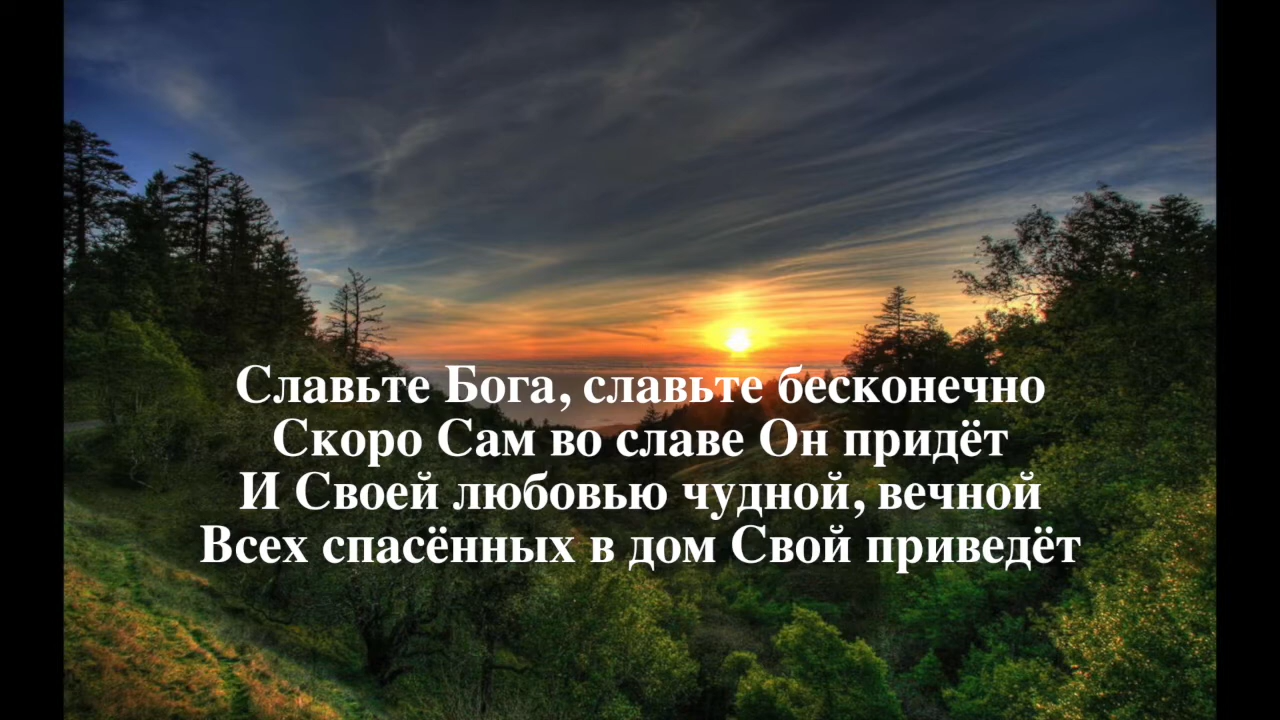 Славьте Бога, славьте бесконечно
Скоро Сам во славе Он придёт
И Своей любовью чудной, вечной
Всех спасённых в дом Свой приведёт